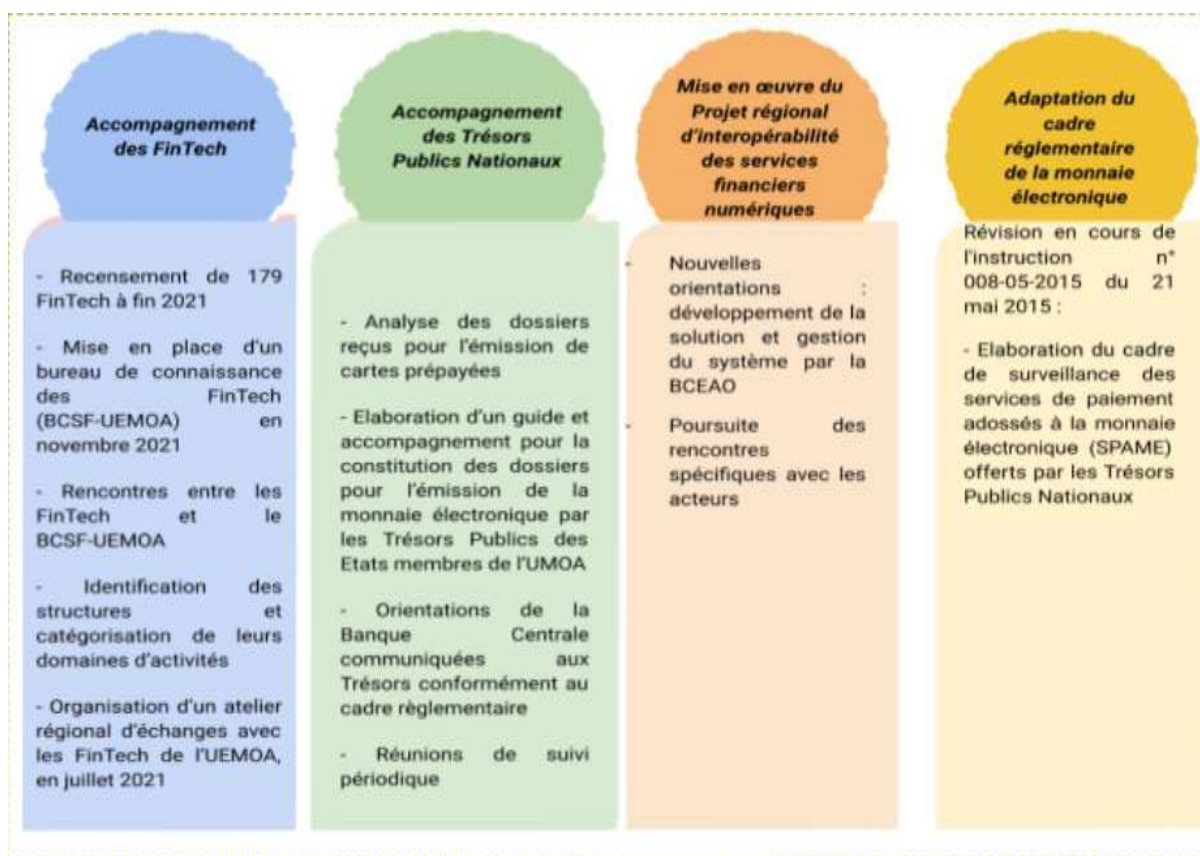 Accompagnement
des FinTech
- Recensement de 179
FinTech à fin 2021
- Mise en place d'un
bureau de connaissance
des FinTech
(BCSF-UEMOA) en
novembre 2021
- Rencontres entre les
FinTech et le
BCSF-UEMOA
- Identification des
structures et
catégorisation de leurs
domaines d'activités
- Organisation d'un atelier
régional d'échanges avec
les FinTech de l'UEMOA,
en juillet 2021
Accompagnement
des Trésors
Publics Nationaux
- Analyse des dossiers
reçus pour l'émission de
cartes prépayées
- Elaboration d'un guide et
accompagnement pour la
constitution des dossiers
pour l'émission de la
monnaie électronique par
les Trésors Publics des
Etats membres de l'UMOA
- Orientations de la
Banque Centrale
communiquées aux
Trésors conformément au
cadre règlementaire
- Réunions de suivi
périodique
Mise en œuvre du
Projet régional
d'interopérabilité
des services
financiers
numériques
- Nouvelles
orientations :
développement de la
solution et gestion
du système par la
BCEAO
- Poursuite des
rencontres
spécifiques avec les
acteurs
Adaptation du
cadre
réglementaire
de la monnaie
électronique
Révision en cours de
l'instruction n°
008-05-2015 du 21
mai 2015 :
- Elaboration du cadre
de surveillance des
services de paiement
adossés à la monnaie
électronique (SPAME)
offerts par les Trésors
Publics Nationaux